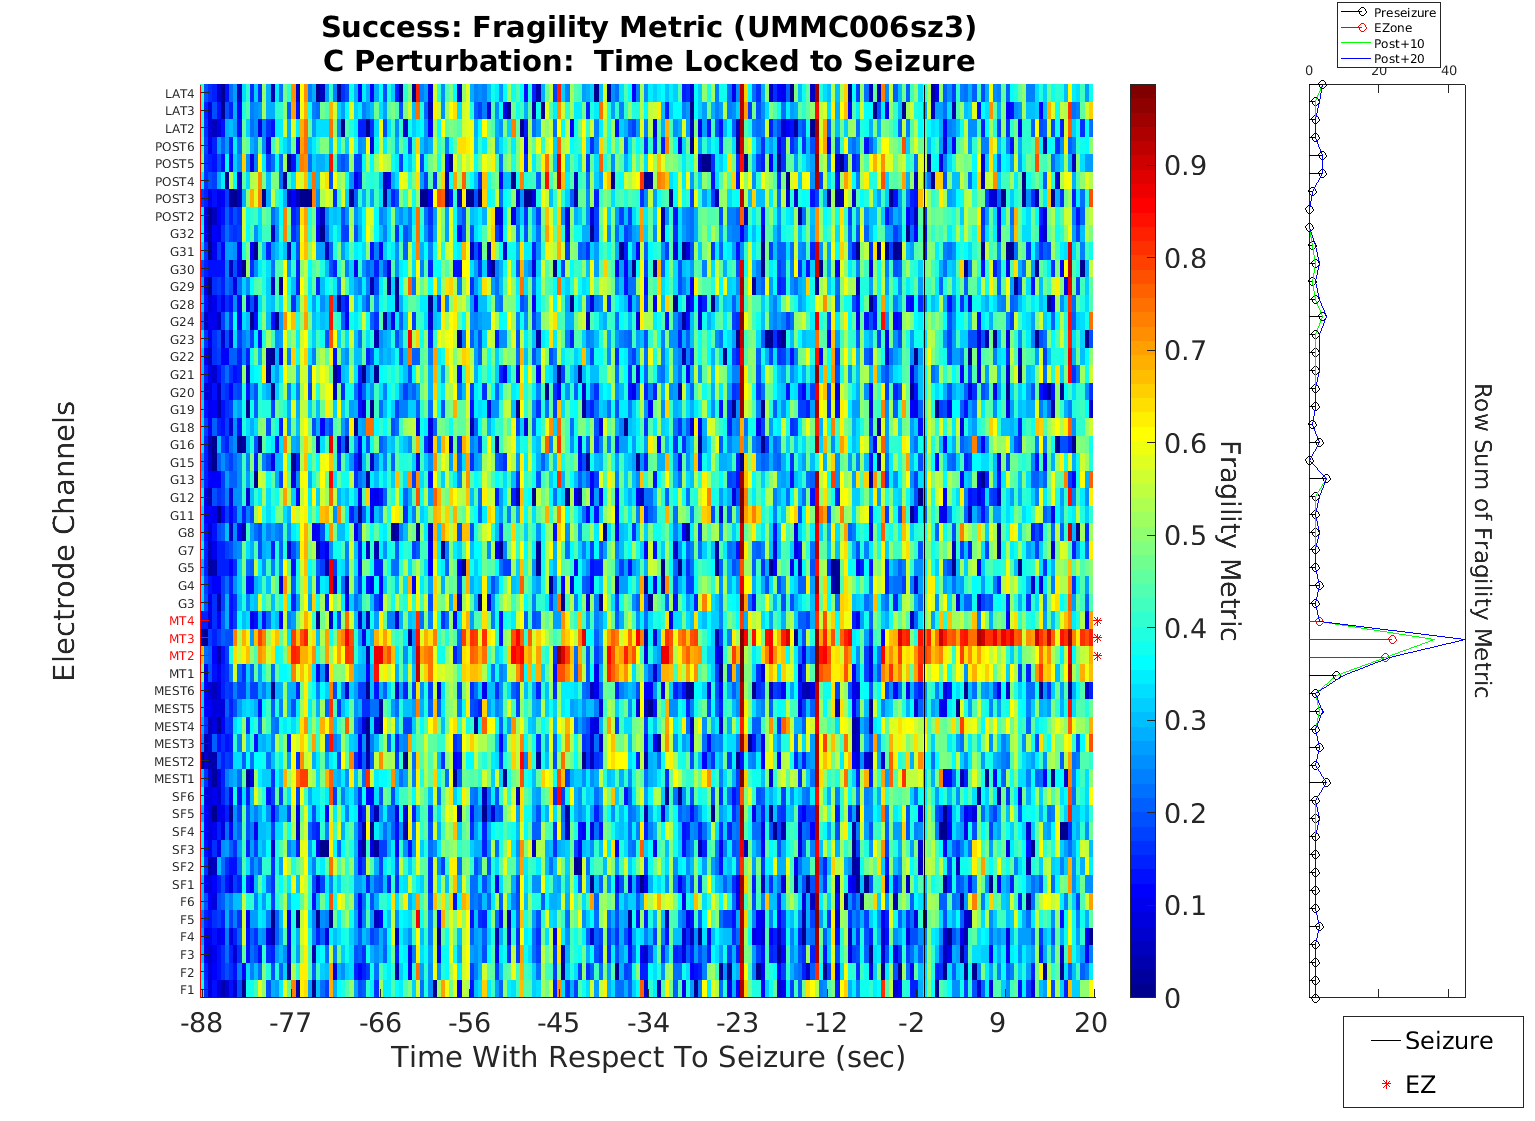 Success: Fragility Metric (UMMC006sz3)
C Perturbation:  Time Locked to Seizure
Preseizure
EZone
Post+10
Post+20
0 20 40
LAT4
LAT3
LAT2
POST6
POST5
POST4
POST3
POST2
G32
G31
G30
G29
G28
G24
G23
G22
G21
G20
G19
G18
G16
G15
G13
G12
G11
G8
G7
G5
G4
G3
MT4
MT3
MT2
MT1
MEST6
MEST5
MEST4
MEST3
MEST2
MEST1
SF6
SF5
SF4
SF3
SF2
SF1
F6
F5
F4
F3
F2
F1
Electrode Channels
-88 -77 -66 -56 -45 -34 -23 -12 -2 9 20
Time With Respect To Seizure (sec)
0.9
0.8
0.7
0.6
0.5
0.4
0.3
0.2
0.1
0
Fragility Metric
Row Sum of Fragility Metric
Seizure
EZ